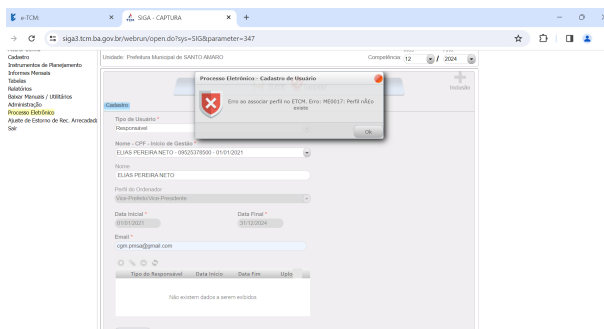 e-TCM:
SIGA - CAPTURA
siga3.tcm.ba.gov.br/webrun/open.do?sys=SIG&parameter=347
Cadastro
Instrumentos de Planejamento
Informes Mensais
Tabelas
Relatórios
Baixar Manuais / Utilitários
Administração
Processo Eletrônico
Ajuste de Estorno de Rec. Arrecadad
Sair
Unidade: Prefeitura Municipal de SANTO AMARO
Competência: 12 / 2024
Inclusão
Processo Eletrônico - Cadastro de Usuário
Erro ao associar perfil no ETCM. Erro: ME0017: Perfil nÃ£o
existe
Ok
Cadastro
Tipo de Usuário *
Responsável
Nome - CPF - Início de Gestão *
ELIAS PEREIRA NETO - 09525378500 - 01/01/2021
Nome
ELIAS PEREIRA NETO
Perfil do Ordenador
Vice-Prefeito/Vice-Presidente
Data Inicial * Data Final *
01/01/2021 31/12/2024
Email *
cgm.pmsa@gmail.com
Tipo do Responsável Data Início Data Fim Uplo
Não existem dados a serem exibidos